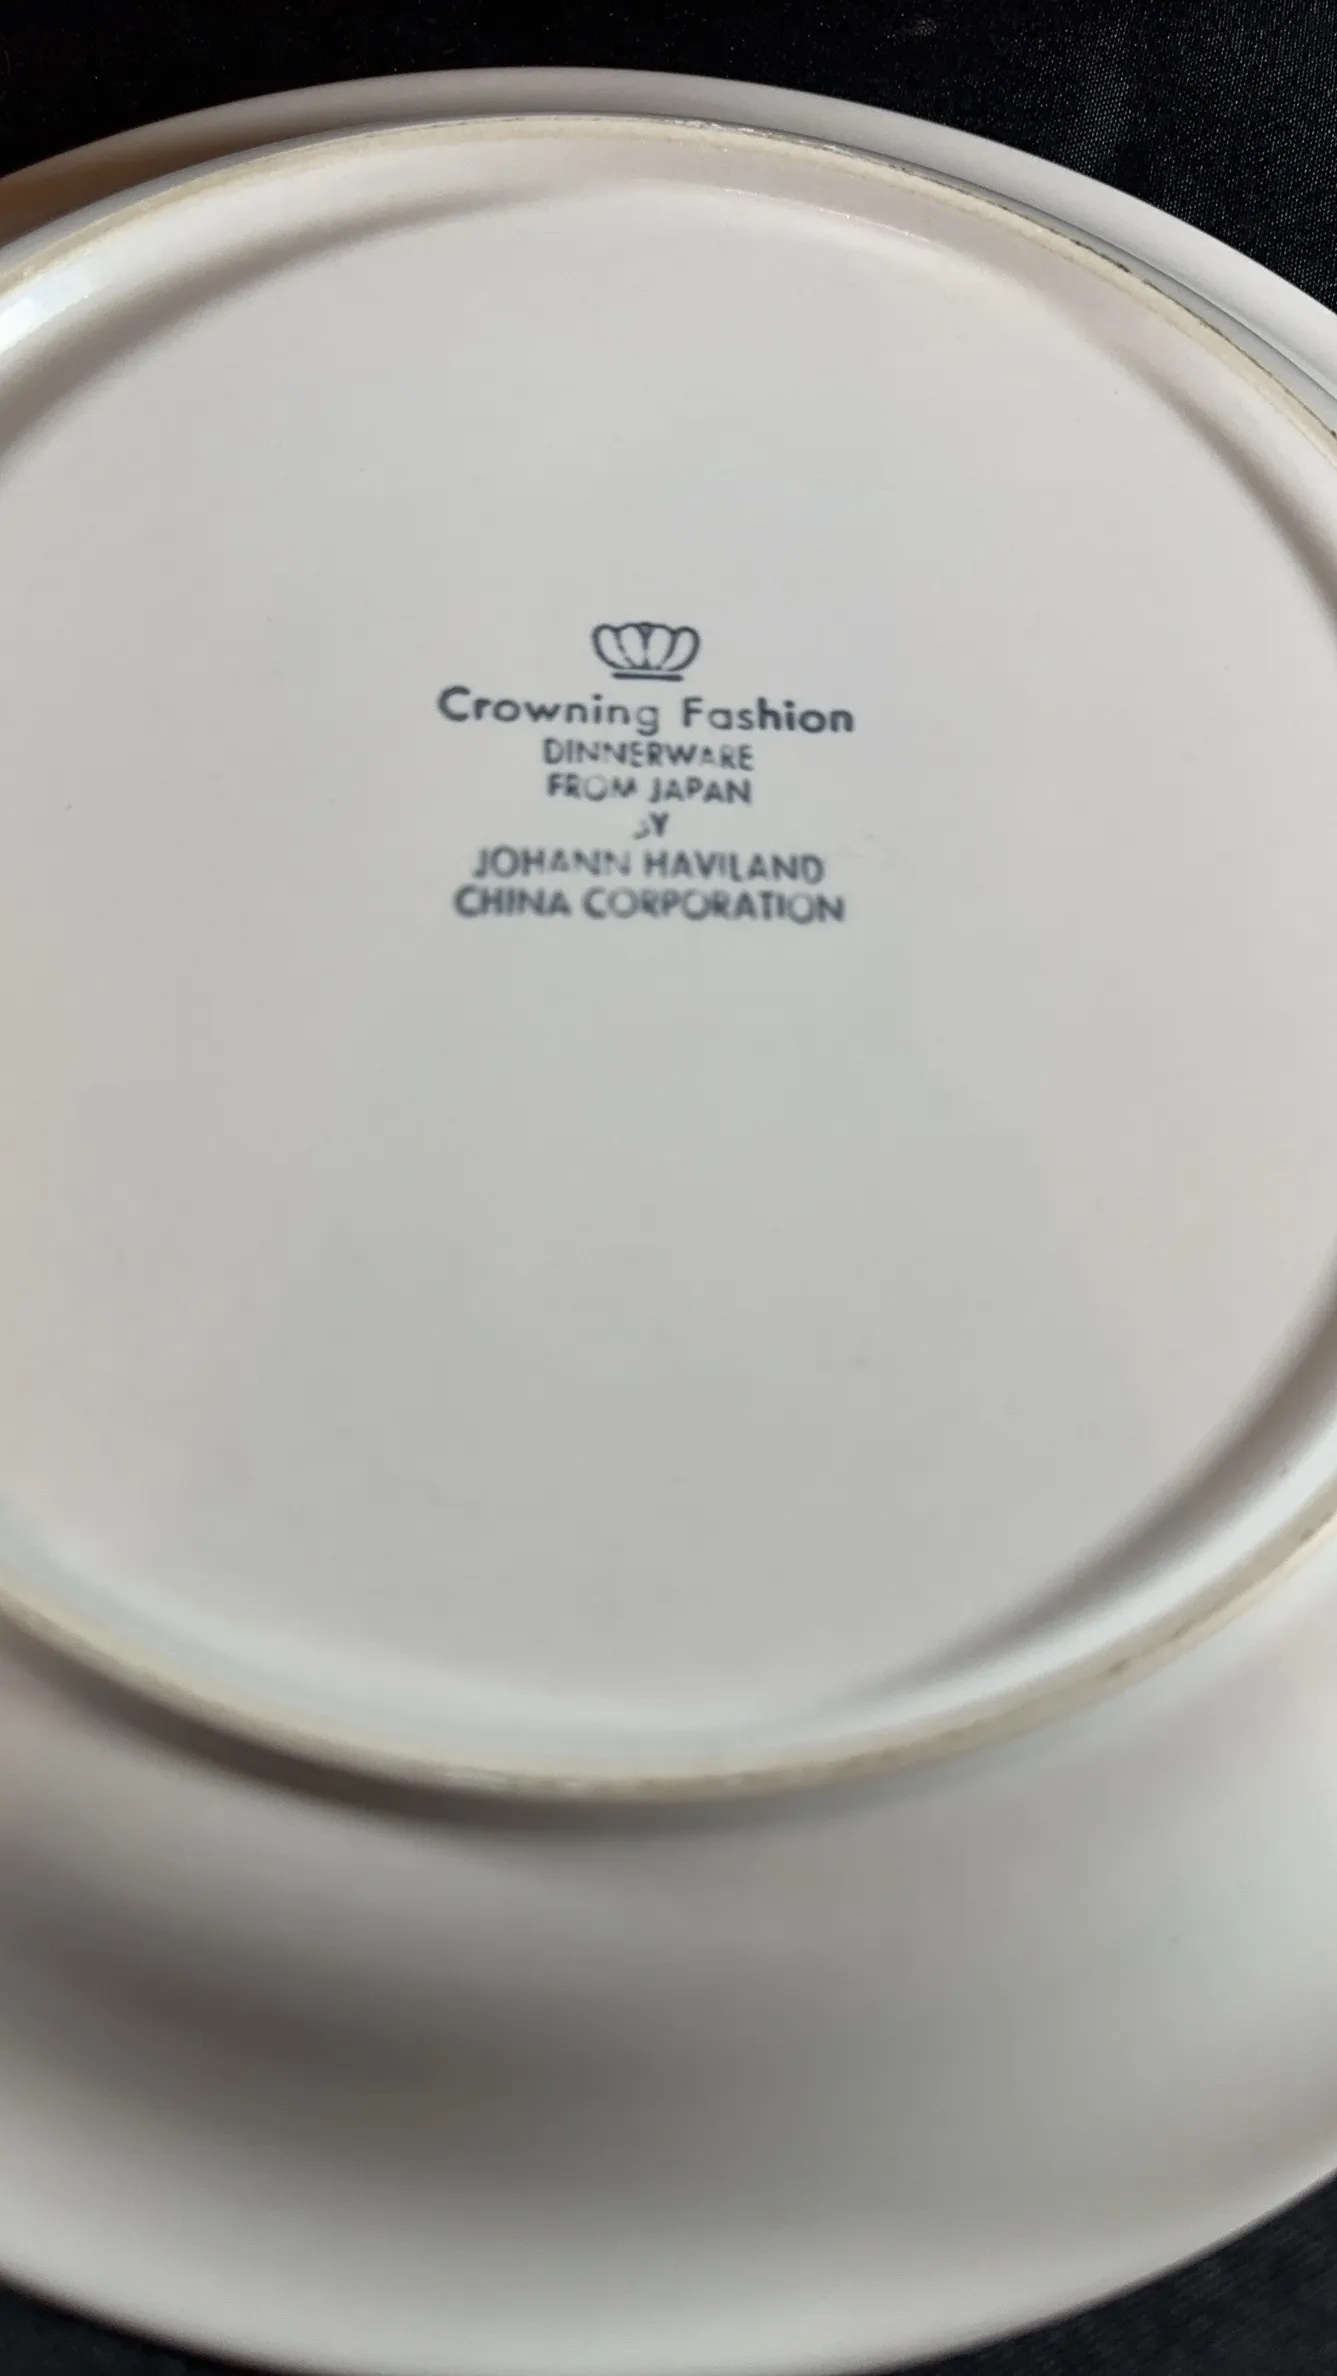 Crowning Fashion
DINNERWARE
FROM JAPAN
BY
JOHANN HAVILAND
CHINA CORPORATION